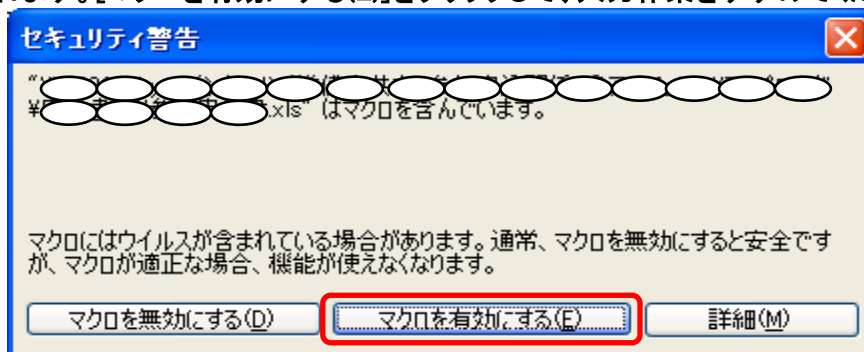 セキュリティ警告
.xls" はマクロを含んでいます。
マクロにはウイルスが含まれている場合があります。通常、マクロを無効にすると安全です
が、マクロが適正な場合、機能が使えなくなります。
マクロを無効にする(D)
マクロを有効にする(E)
詳細(M)